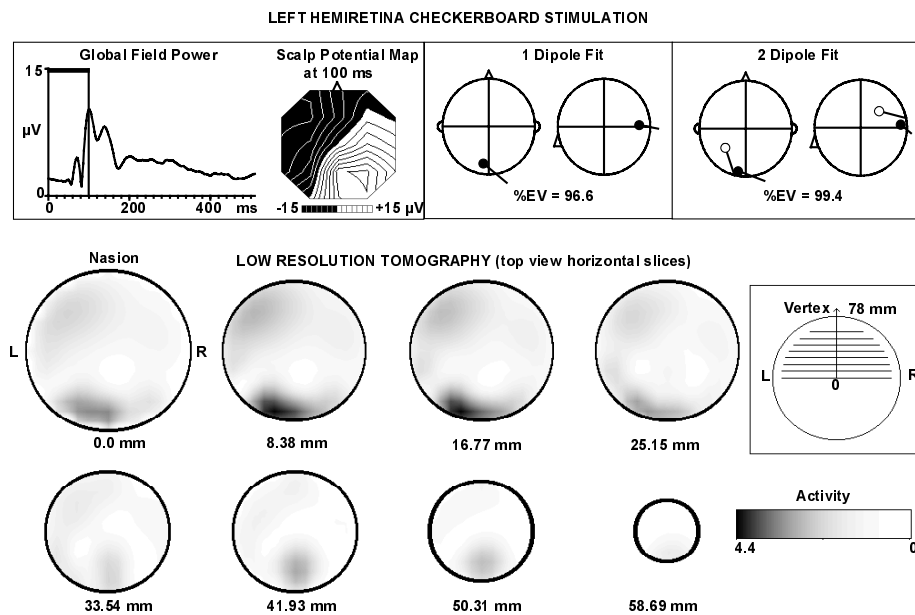 LEFT HEMIRETINA CHECKERBOARD STIMULATION
Global Field Power
15
µV
0
0 200 400 ms
Scalp Potential Map
at 100 ms
-15 +15 µV
1 Dipole Fit
%EV = 96.6
2 Dipole Fit
%EV = 99.4
Nasion
LOW RESOLUTION TOMOGRAPHY (top view horizontal slices)
L R
0.0 mm
8.38 mm
16.77 mm
25.15 mm
Vertex 78 mm
L R
0
33.54 mm
41.93 mm
50.31 mm
58.69 mm
Activity
4.4 0